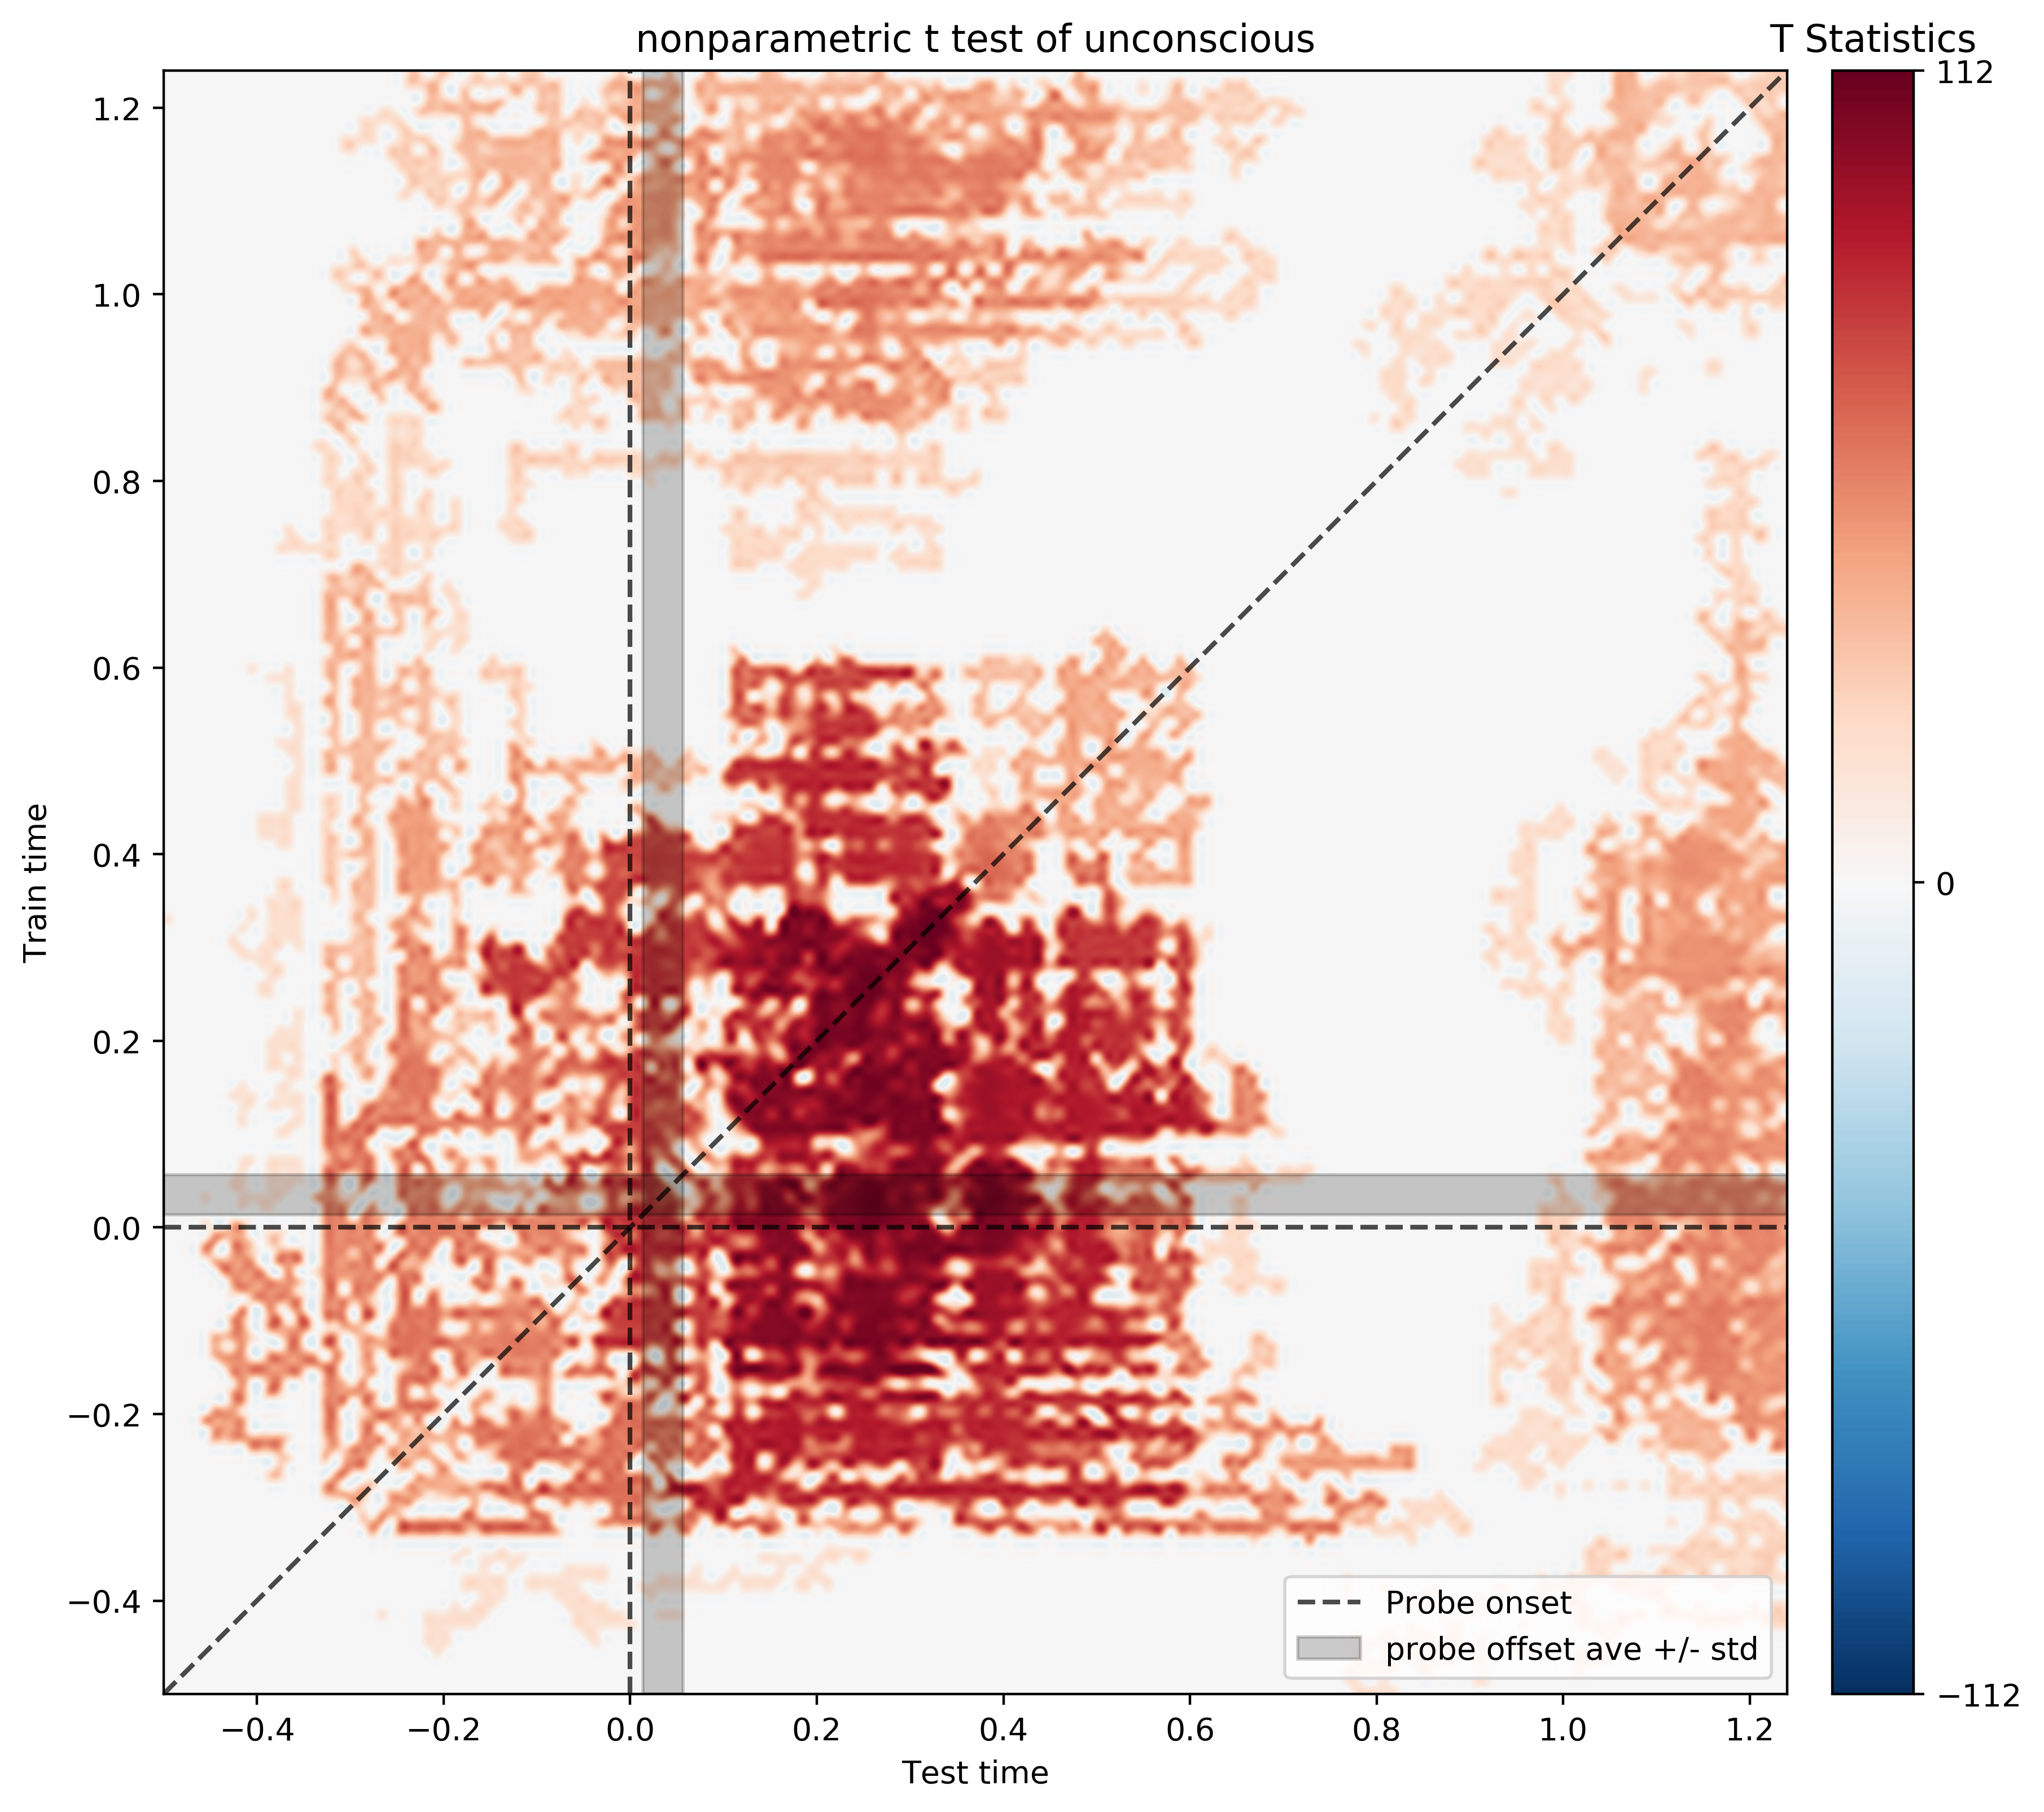 nonparametric t test of unconscious
T Statistics
112
0
−112
Train time
1.2
1.0
0.8
0.6
0.4
0.2
0.0
−0.2
−0.4
−0.4 −0.2 0.0 0.2 0.4 0.6 0.8 1.0 1.2
Test time
Probe onset
probe offset ave +/- std